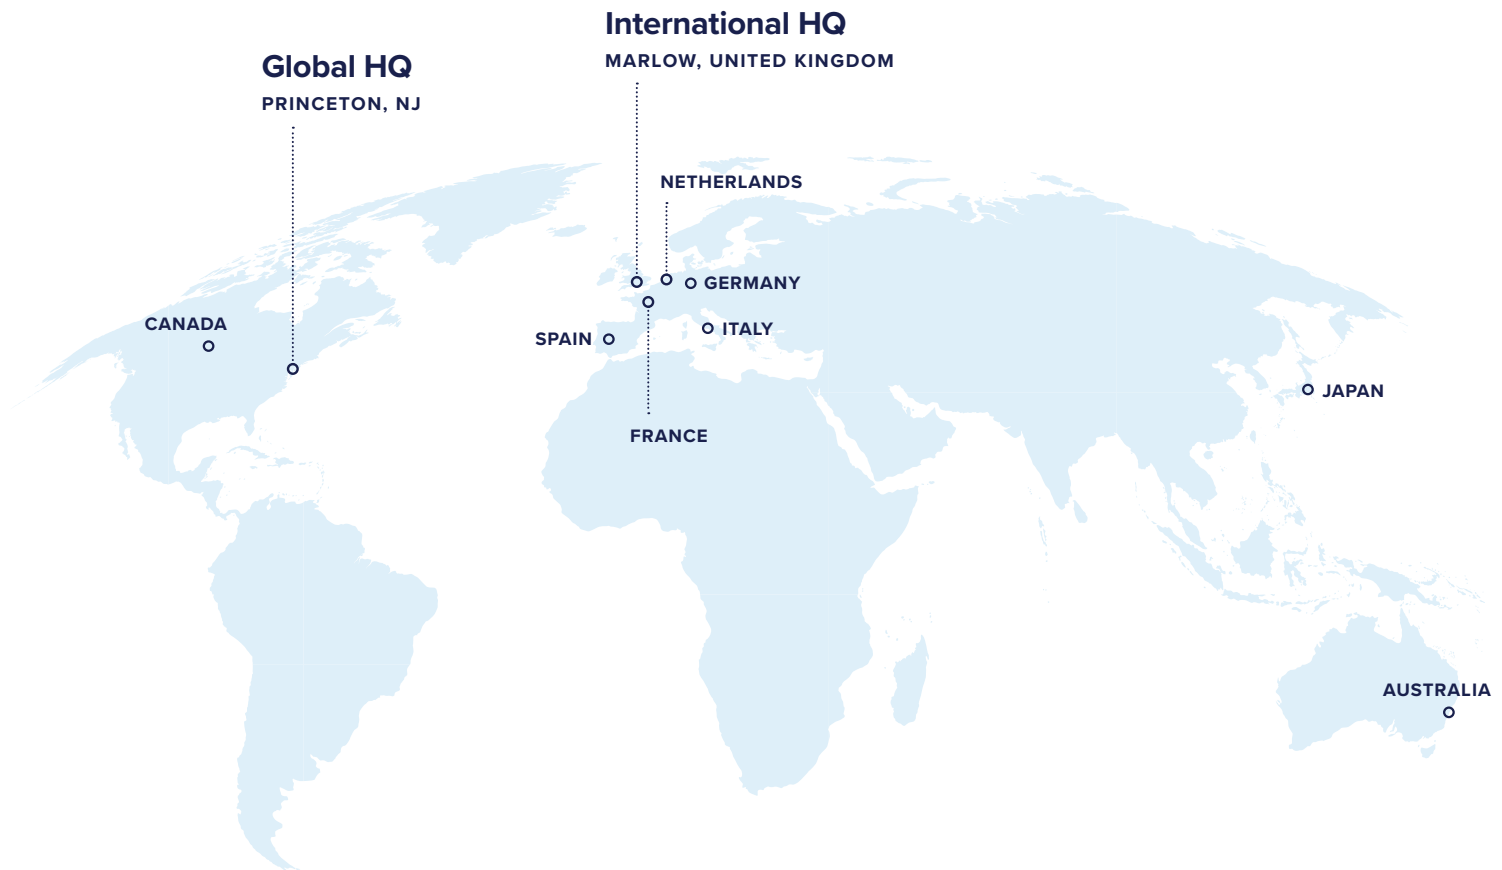 International HQ
MARLOW, UNITED KINGDOM
Global HQ
PRINCETON, NJ
NETHERLANDS
GERMANY
CANADA
SPAIN
ITALY
JAPAN
FRANCE
AUSTRALIA